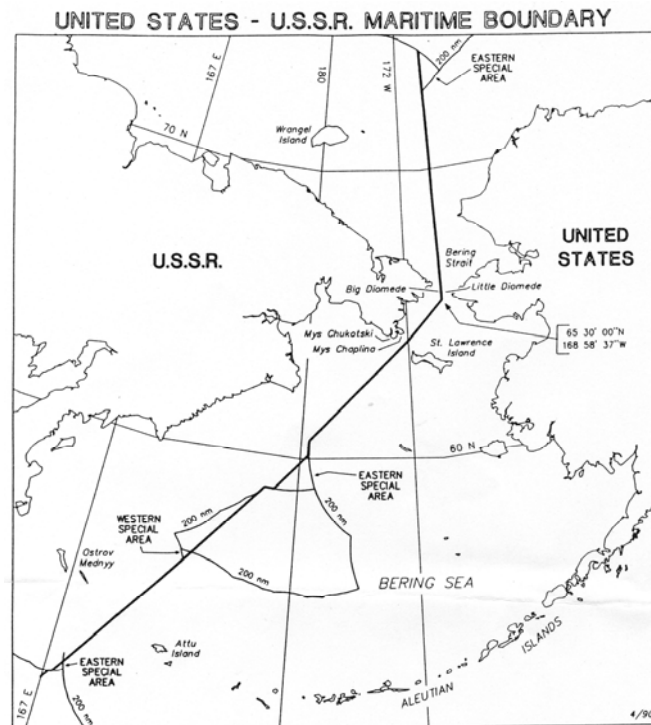 UNITED STATES - U.S.S.R. MARITIME BOUNDARY
167 E
180
172 W
200 nm
EASTERN
SPECIAL
AREA
70 N
Wrangel
Island
U.S.S.R.
UNITED
STATES
Bering
Strait
Big Diomede
Little Diomede
Mys Chukotski
Mys Chaplina
St. Lawrence
Island
65 30' 00"N
168 58' 37"W
60 N
EASTERN
SPECIAL
AREA
200 nm
200 nm
WESTERN
SPECIAL
AREA
200 nm
Ostrov
Mednyy
BERING SEA
Attu
Island
EASTERN
SPECIAL
AREA
200 nm
167 E
ALEUTIAN
ISLANDS
4/90